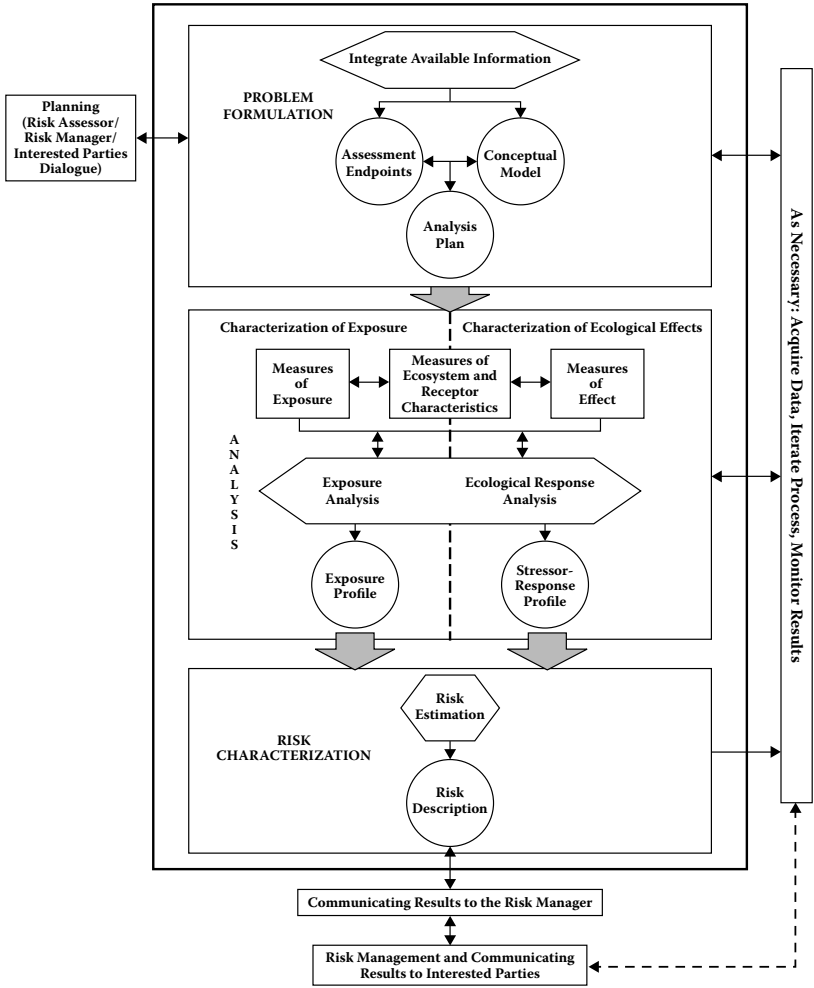 Integrate Available Information
PROBLEM
FORMULATION
Planning
(Risk Assessor/
Risk Manager/
Interested Parties
Dialogue)
Assessment
Endpoints
Conceptual
Model
Analysis
Plan
As Necessary: Acquire Data, Iterate Process, Monitor Results
Characterization of Exposure
Characterization of Ecological Effects
Measures
of
Exposure
Measures of
Ecosystem and
Receptor
Characteristics
Measures
of
Effect
ANALYSIS
Exposure
Analysis
Ecological Response
Analysis
Exposure
Profile
Stressor-
Response
Profile
RISK
CHARACTERIZATION
Risk
Estimation
Risk
Description
Communicating Results to the Risk Manager
Risk Management and Communicating
Results to Interested Parties